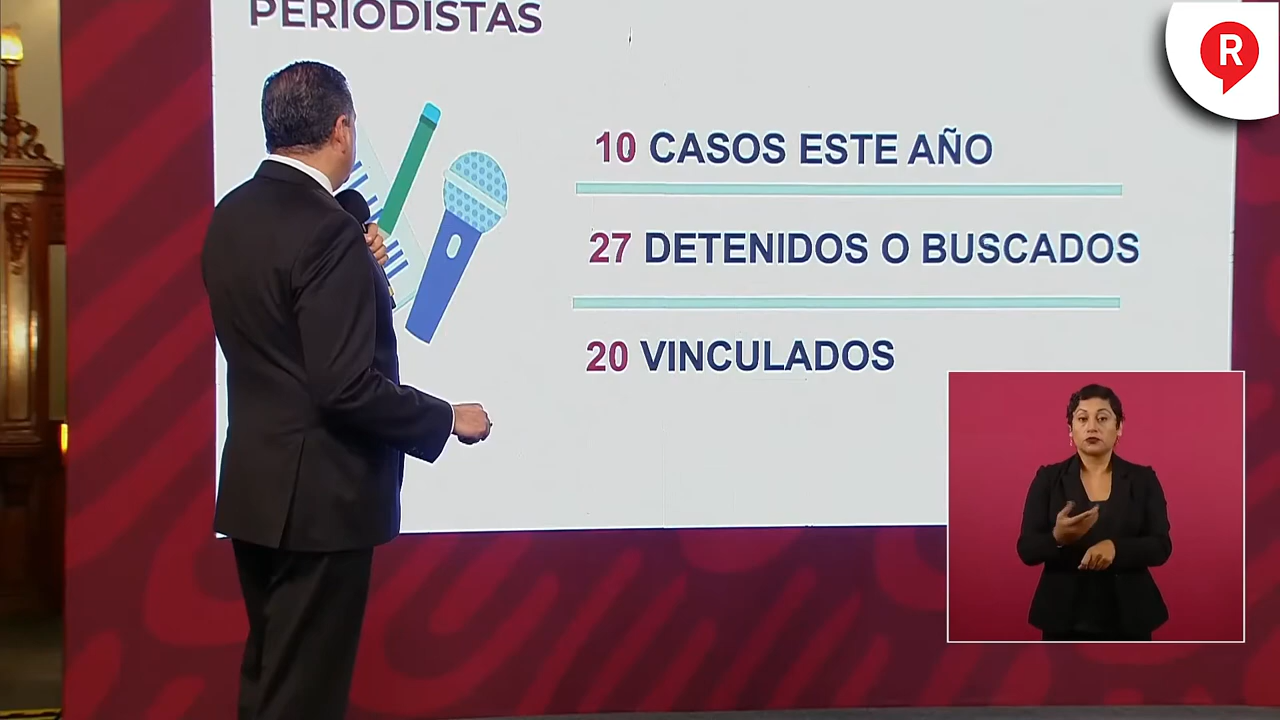 PERIODISTAS
R
10 CASOS ESTE AÑO
27 DETENIDOS O BUSCADOS
20 VINCULADOS